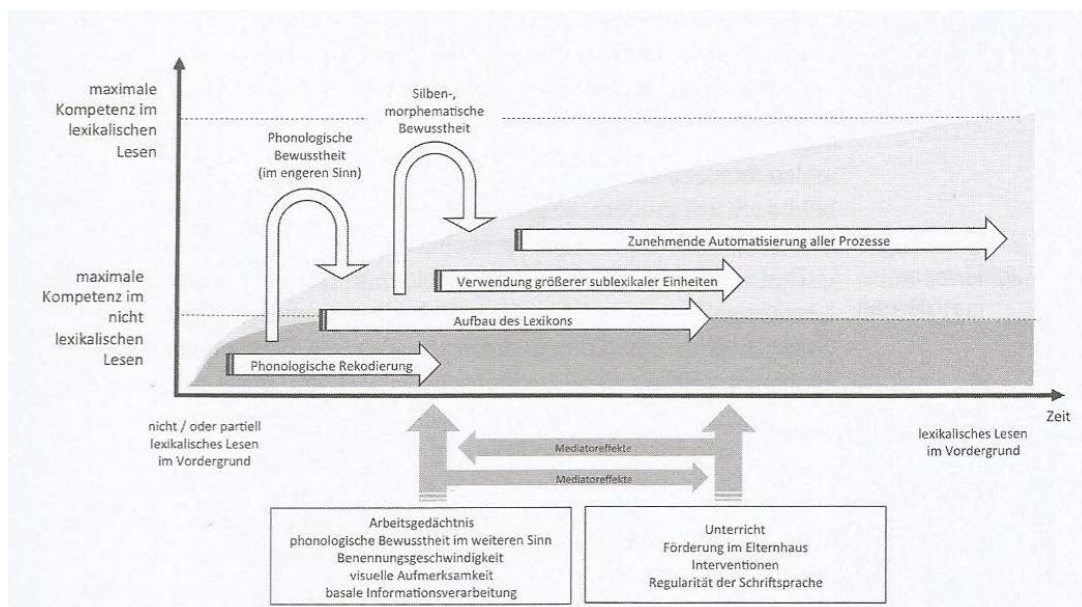 maximale
Kompetenz im
lexikalischen
Lesen
Silben-,
morphematische
Bewusstheit
Phonologische
Bewusstheit
(im engeren Sinn)
Zunehmende Automatisierung aller Prozesse
maximale
Kompetenz im
nicht
lexikalischen
Lesen
Verwendung größerer sublexikaler Einheiten
Aufbau des Lexikons
Phonologische Rekodierung
Zeit
nicht / oder partiell
lexikalisches Lesen
im Vordergrund
lexikalisches Lesen
im Vordergrund
Mediatoreffekte
Mediatoreffekte
Arbeitsgedächtnis
phonologische Bewusstheit im weiteren Sinn
Benennungsgeschwindigkeit
visuelle Aufmerksamkeit
basale Informationsverarbeitung
Unterricht
Förderung im Elternhaus
Interventionen
Regularität der Schriftsprache